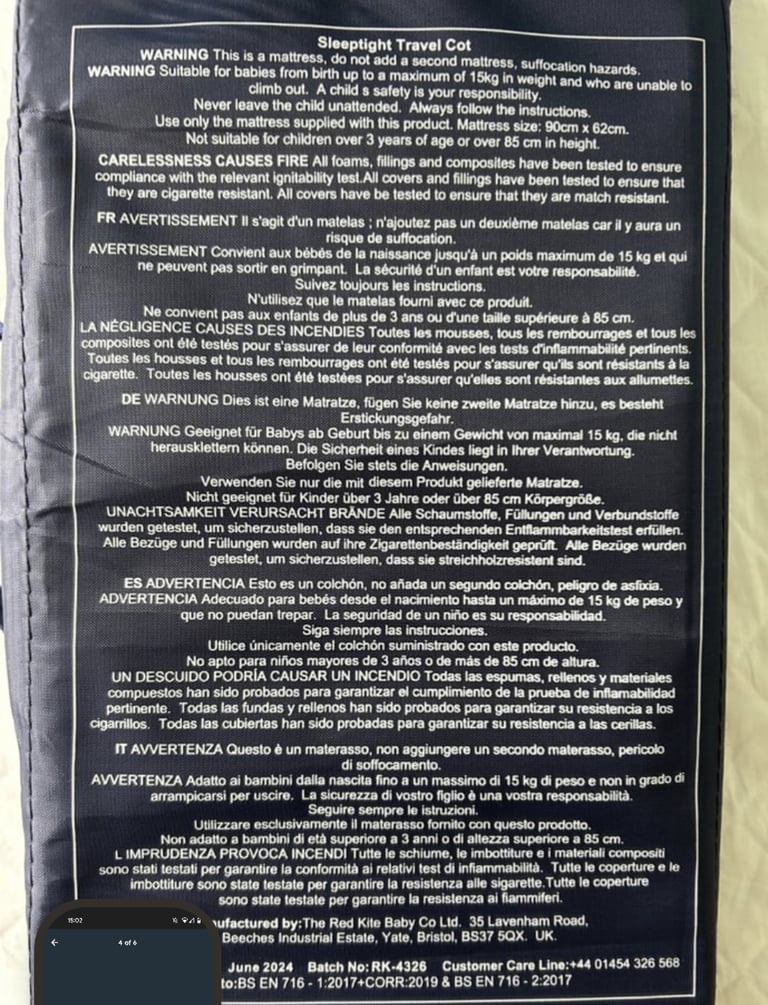 Sleeptight Travel Cot
WARNING This is a mattress, do not add a second mattress, suffocation hazards.
WARNING Suitable for babies from birth up to a maximum of 15kg in weight and who are unable to
climb out. A child s safety is your responsibility.
Never leave the child unattended. Always follow the instructions.
Use only the mattress supplied with this product. Mattress size: 90cm x 62cm.
Not suitable for children over 3 years of age or over 85 cm in height.
CARELESSNESS CAUSES FIRE All foams, fillings and composites have been tested to ensure
compliance with the relevant ignitability test.All covers and fillings have been tested to ensure that
they are cigarette resistant. All covers have be tested to ensure that they are match resistant.
FR AVERTISSEMENT Il s'agit d'un matelas ; n'ajoutez pas un deuxième matelas car il y aura un
risque de suffocation.
AVERTISSEMENT Convient aux bébés de la naissance jusqu'à un poids maximum de 15 kg et qui
ne peuvent pas sortir en grimpant. La sécurité d'un enfant est votre responsabilité.
Suivez toujours les instructions.
N'utilisez que le matelas fourni avec ce produit.
Ne convient pas aux enfants de plus de 3 ans ou d'une taille supérieure à 85 cm.
LA NÉGLIGENCE CAUSES DES INCENDIES Toutes les mousses, tous les rembourrages et tous les
composites ont été testés pour s'assurer de leur conformité avec les tests d'inflammabilité pertinents.
Toutes les housses et tous les rembourrages ont été testés pour s'assurer qu'ils sont résistants à la
cigarette. Toutes les housses ont été testées pour s'assurer qu'elles sont résistantes aux allumettes.
DE WARNUNG Dies ist eine Matratze, fügen Sie keine zweite Matratze hinzu, es besteht
Erstickungsgefahr.
WARNUNG Geeignet für Babys ab Geburt bis zu einem Gewicht von maximal 15 kg, die nicht
herausklettern können. Die Sicherheit eines Kindes liegt in Ihrer Verantwortung.
Befolgen Sie stets die Anweisungen.
Verwenden Sie nur die mit diesem Produkt gelieferte Matratze.
Nicht geeignet für Kinder über 3 Jahre oder über 85 cm Körpergröße.
UNACHTSAMKEIT VERURSACHT BRÄNDE Alle Schaumstoffe, Füllungen und Verbundstoffe
wurden getestet, um sicherzustellen, dass sie den entsprechenden Entflammbarkeitstest erfüllen.
Alle Bezüge und Füllungen wurden auf ihre Zigarettenbeständigkeit geprüft. Alle Bezüge wurden
getestet, um sicherzustellen, dass sie streichholzresistent sind.
ES ADVERTENCIA Esto es un colchón, no añada un segundo colchón, peligro de asfixia.
ADVERTENCIA Adecuado para bebés desde el nacimiento hasta un máximo de 15 kg de peso y
que no puedan trepar. La seguridad de un niño es su responsabilidad.
Siga siempre las instrucciones.
Utilice únicamente el colchón suministrado con este producto.
No apto para niños mayores de 3 años o de más de 85 cm de altura.
UN DESCUIDO PODRÍA CAUSAR UN INCENDIO Todas las espumas, rellenos y materiales
compuestos han sido probados para garantizar el cumplimiento de la prueba de inflamabilidad
pertinente. Todas las fundas y rellenos han sido probados para garantizar su resistencia a los
cigarrillos. Todas las cubiertas han sido probadas para garantizar su resistencia a las cerillas.
IT AVVERTENZA Questo è un materasso, non aggiungere un secondo materasso, pericolo
di soffocamento.
AVVERTENZA Adatto ai bambini dalla nascita fino a un massimo di 15 kg di peso e non in grado di
arrampicarsi per uscire. La sicurezza di vostro figlio è una vostra responsabilità.
Seguire sempre le istruzioni.
Utilizzare esclusivamente il materasso fornito con questo prodotto.
Non adatto a bambini di età superiore a 3 anni o di altezza superiore a 85 cm.
L IMPRUDENZA PROVOCA INCENDI Tutte le schiume, le imbottiture e i materiali compositi
sono stati testati per garantire la conformità ai relativi test di infiammabilità. Tutte le coperture e le
imbottiture sono state testate per garantire la resistenza alle sigarette.Tutte le coperture
sono state testate per garantire la resistenza ai fiammiferi.
ufactured by:The Red Kite Baby Co Ltd. 35 Lavenham Road,
Beeches Industrial Estate, Yate, Bristol, BS37 5QX. UK.
June 2024 Batch No: RK-4326 Customer Care Line:+44 01454 326 568
to:BS EN 716 - 1:2017+CORR:2019 & BS EN 716 - 2:2017
15:02
4 of 6